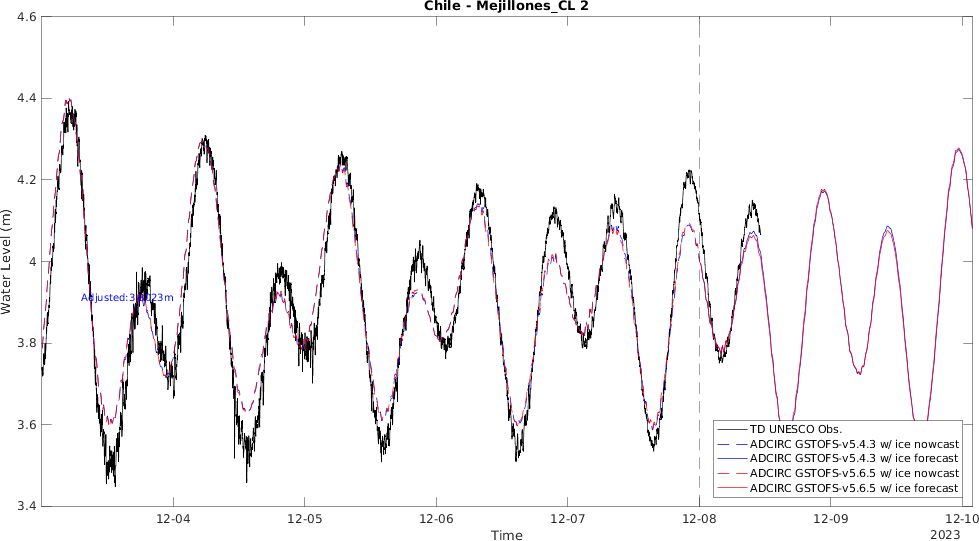 Chile - Mejillones_CL 2
4.6
4.4
4.2
4
3.8
3.6
3.4
Water Level (m)
12-04
12-05
12-06
12-07
12-08
12-09
12-10
Time
2023
TD UNESCO Obs.
ADCIRC GSTOFS-v5.4.3 w/ ice nowcast
ADCIRC GSTOFS-v5.4.3 w/ ice forecast
ADCIRC GSTOFS-v5.6.5 w/ ice nowcast
ADCIRC GSTOFS-v5.6.5 w/ ice forecast